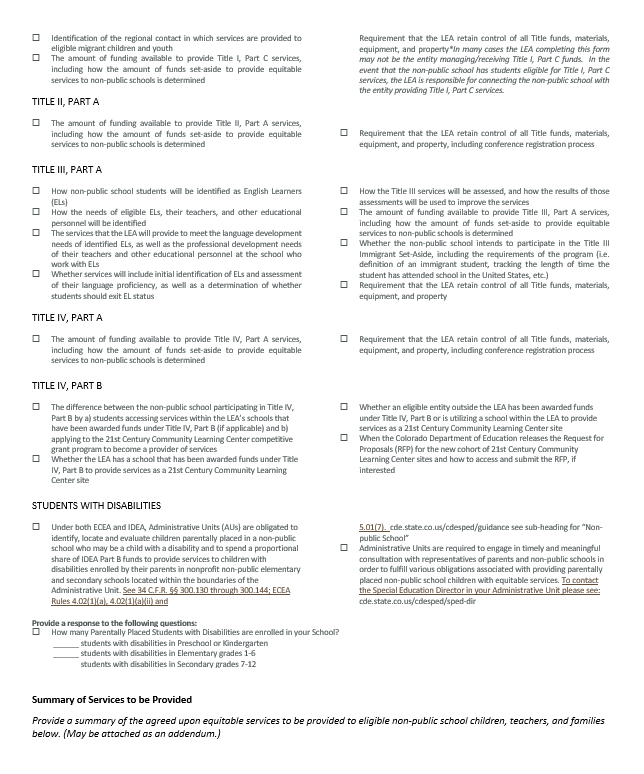 ☐ Identification of the regional contact in which services are provided to
eligible migrant children and youth
☐ The amount of funding available to provide Title I, Part C services,
including how the amount of funds set-aside to provide equitable
services to non-public schools is determined
Requirement that the LEA retain control of all Title funds, materials,
equipment, and property*In many cases the LEA completing this form
may not be the entity managing/receiving Title I, Part C funds. In the
event that the non-public school has students eligible for Title I, Part C
services, the LEA is responsible for connecting the non-public school with
the entity providing Title I, Part C services.
TITLE II, PART A
☐ The amount of funding available to provide Title II, Part A services,
including how the amount of funds set-aside to provide equitable
services to non-public schools is determined
☐ Requirement that the LEA retain control of all Title funds, materials,
equipment, and property, including conference registration process
TITLE III, PART A
☐ How non-public school students will be identified as English Learners
(ELs)
☐ How the needs of eligible ELs, their teachers, and other educational
personnel will be identified
☐ The services that the LEA will provide to meet the language development
needs of identified ELs, as well as the professional development needs
of their teachers and other educational personnel at the school who
work with ELs
☐ Whether services will include initial identification of ELs and assessment
of their language proficiency, as well as a determination of whether
students should exit EL status
☐ How the Title III services will be assessed, and how the results of those
assessments will be used to improve the services
☐ The amount of funding available to provide Title III, Part A services,
including how the amount of funds set-aside to provide equitable
services to non-public schools is determined
☐ Whether the non-public school intends to participate in the Title III
Immigrant Set-Aside, including the requirements of the program (i.e.
definition of an immigrant student, tracking the length of time the
student has attended school in the United States, etc.)
☐ Requirement that the LEA retain control of all Title funds, materials,
equipment, and property
TITLE IV, PART A
☐ The amount of funding available to provide Title IV, Part A services,
including how the amount of funds set-aside to provide equitable
services to non-public schools is determined
☐ Requirement that the LEA retain control of all Title funds, materials,
equipment, and property, including conference registration process
TITLE IV, PART B
☐ The difference between the non-public school participating in Title IV,
Part B by a) students accessing services within the LEA's schools that
have been awarded funds under Title IV, Part B (if applicable) and b)
applying to the 21st Century Community Learning Center competitive
grant program to become a provider of services
☐ Whether the LEA has a school that has been awarded funds under Title
IV, Part B to provide services as a 21st Century Community Learning
Center site
☐ Whether an eligible entity outside the LEA has been awarded funds
under Title IV, Part B or is utilizing a school within the LEA to provide
services as a 21st Century Community Learning Center site
☐ When the Colorado Department of Education releases the Request for
Proposals (RFP) for the new cohort of 21st Century Community
Learning Center sites and how to access and submit the RFP, if
interested
STUDENTS WITH DISABILITIES
☐ Under both ECEA and IDEA, Administrative Units (AUs) are obligated to
identify, locate and evaluate children parentally placed in a non-public
school who may be a child with a disability and to spend a proportional
share of IDEA Part B funds to provide services to children with
disabilities enrolled by their parents in nonprofit non-public elementary
and secondary schools located within the boundaries of the
Administrative Unit. See 34 C.F.R. §§ 300.130 through 300.144; ECEA
Rules 4.02(1)(a), 4.02(1)(a)(ii) and
5.01(7). cde.state.co.us/cdesped/guidance see sub-heading for "Non-
public School"
☐ Administrative Units are required to engage in timely and meaningful
consultation with representatives of parents and non-public schools in
order to fulfill various obligations associated with providing parentally
placed non-public school children with equitable services. To contact
the Special Education Director in your Administrative Unit please see:
cde.state.co.us/cdesped/sped-dir
Provide a response to the following questions:
☐ How many Parentally Placed Students with Disabilities are enrolled in your School?
______ students with disabilities in Preschool or Kindergarten
______ students with disabilities in Elementary grades 1-6
students with disabilities in Secondary grades 7-12
Summary of Services to be Provided
Provide a summary of the agreed upon equitable services to be provided to eligible non-public school children, teachers, and families
below. (May be attached as an addendum.)